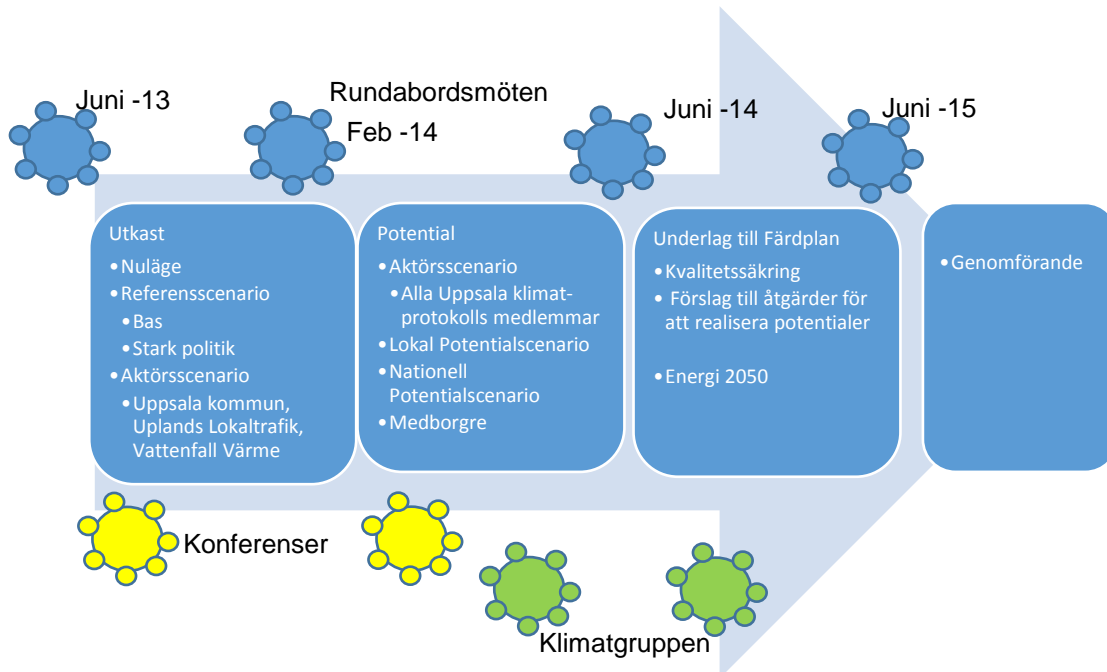 Juni -13
Rundabordsmöten
Feb -14
Juni -14
Juni -15
Utkast
•Nuläge
•Referensscenario
•Bas
•Stark politik
•Aktörsscenario
•Uppsala kommun,
Uplands Lokaltrafik,
Vattenfall Värme
Potential
•Aktörsscenario
•Alla Uppsala klimat-
protokolls medlemmar
•Lokal Potentialscenario
•Nationell
Potentialscenario
•Medborgre
Underlag till Färdplan
•Kvalitetssäkring
• Förslag till åtgärder för
att realisera potentialer
•Energi 2050
•Genomförande
Konferenser
Klimatgruppen